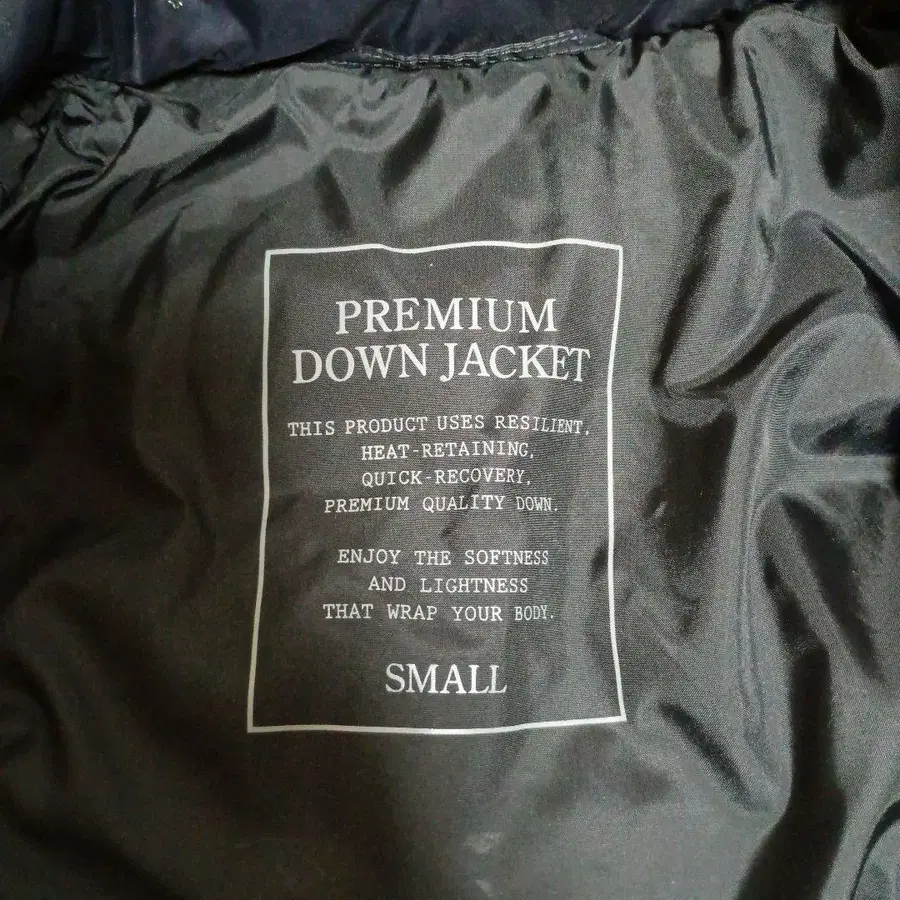 PREMIUM
DOWN JACKET
THIS PRODUCT USES RESILIENT,
HEAT-RETAINING,
QUICK-RECOVERY,
PREMIUM QUALITY DOWN.
ENJOY THE SOFTNESS
AND LIGHTNESS
THAT WRAP YOUR BODY.
SMALL